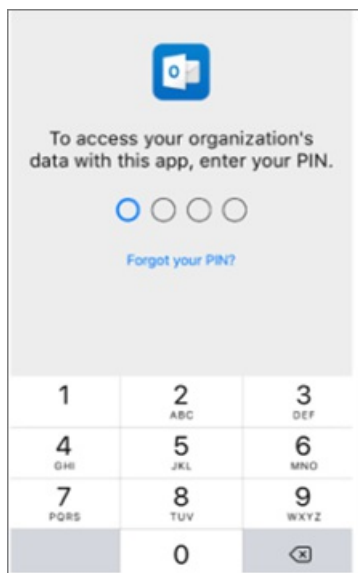 To access your organization's
data with this app, enter your PIN.
Forgot your PIN?
1 2 3
ABC DEF
4 5 6
GHI JKL MNO
7 8 9
PQRS TUV WXYZ
0